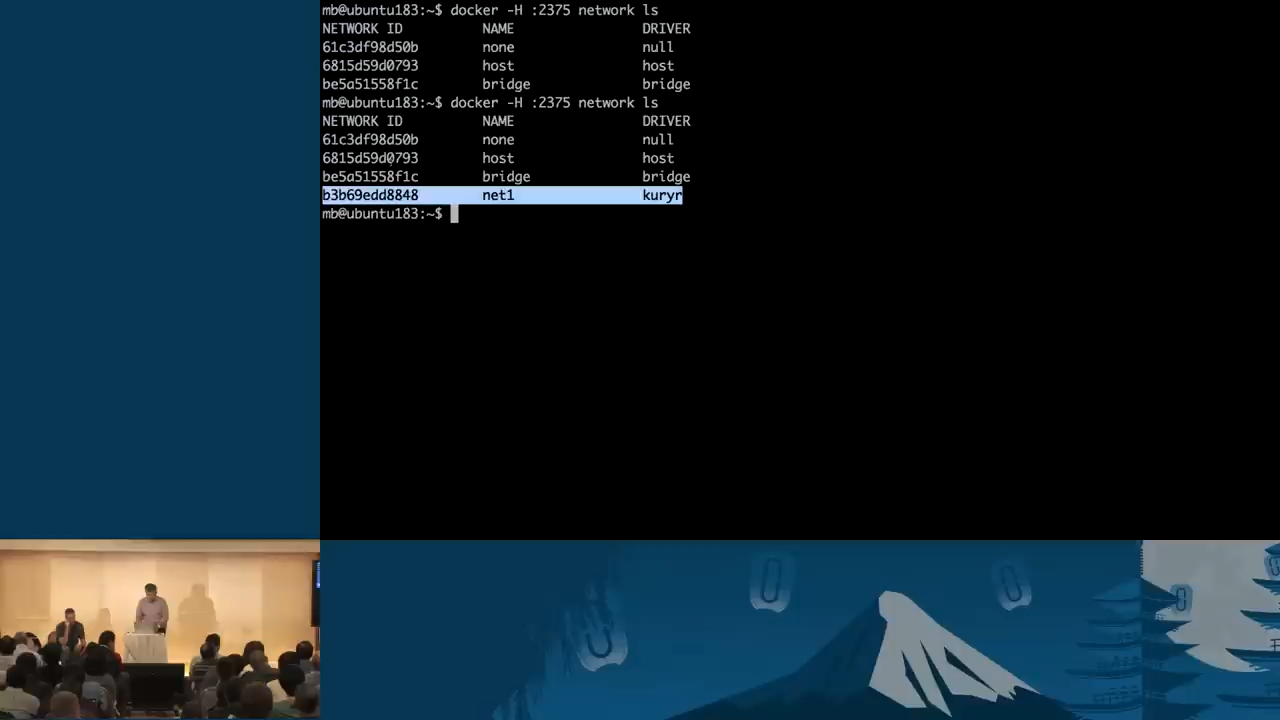 mb@ubuntu183:~$ docker -H :2375 network ls
NETWORK ID NAME DRIVER
61c3df98d50b none null
6815d59d0793 host host
be5a51558f1c bridge bridge
mb@ubuntu183:~$ docker -H :2375 network ls
NETWORK ID NAME DRIVER
61c3df98d50b none null
6815d59d0793 host host
be5a51558f1c bridge bridge
b3b69edd8848 net1 kuryr
mb@ubuntu183:~$